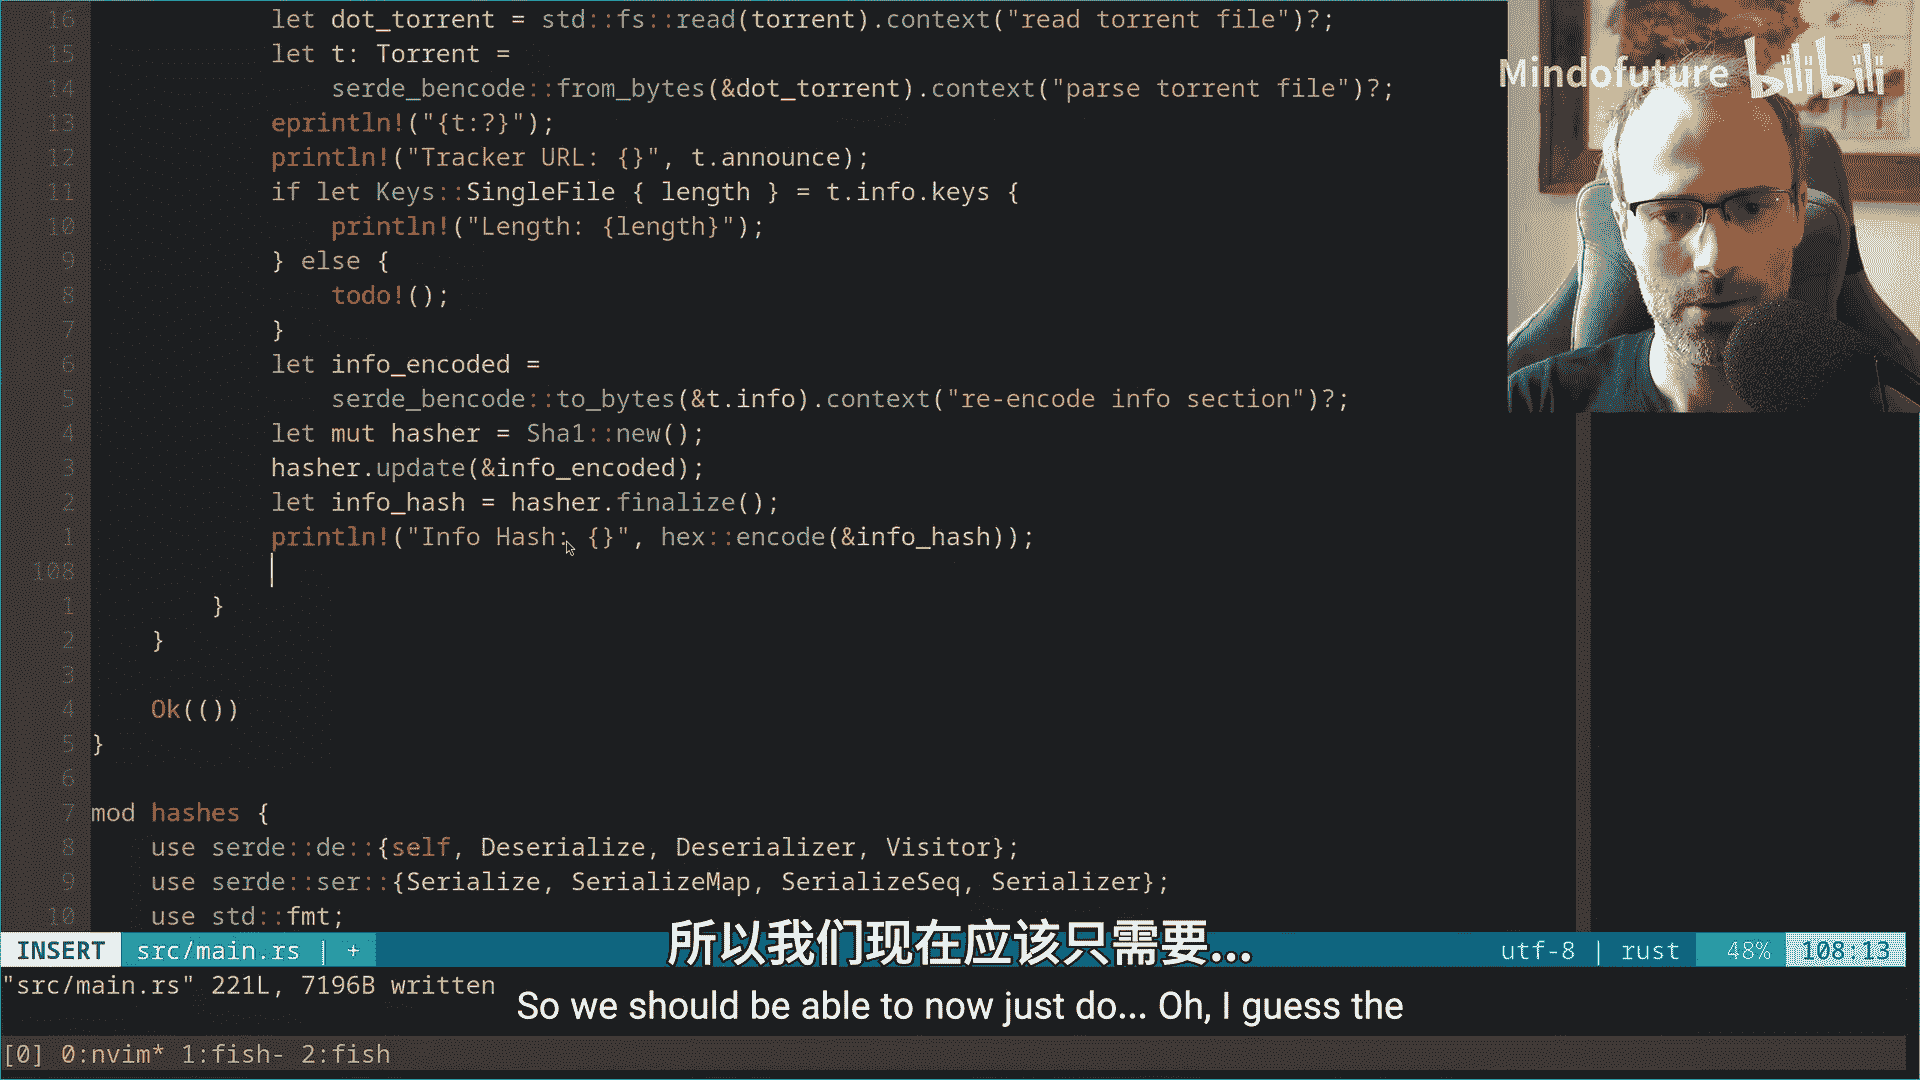 16 let dot_torrent = std::fs::read(torrent).context("read torrent file")?;
15 let t: Torrent =
14 serde_bencode::from_bytes(&dot_torrent).context("parse torrent file")?;
13 eprintln!("{t:?}");
12 println!("Tracker URL: {}", t.announce);
11 if let Keys::SingleFile { length } = t.info.keys {
10 println!("Length: {length}");
9 } else {
8 todo!();
7 }
6 let info_encoded =
5 serde_bencode::to_bytes(&t.info).context("re-encode info section")?;
4 let mut hasher = Sha1::new();
3 hasher.update(&info_encoded);
2 let info_hash = hasher.finalize();
1 println!("Info Hash: {}", hex::encode(&info_hash));
108
1 }
2 }
3
4 Ok(())
5 }
6
7 mod hashes {
8 use serde::de::{self, Deserialize, Deserializer, Visitor};
9 use serde::ser::{Serialize, SerializeMap, SerializeSeq, Serializer};
10 use std::fmt;
Mindofuture bilibili
INSERT src/main.rs | + utf-8 | rust 48% 108:13
所以我们现在应该只需要...
"src/main.rs" 221L, 7196B written
So we should be able to now just do... Oh, I guess the
[0] 0:nvim* 1:fish- 2:fish